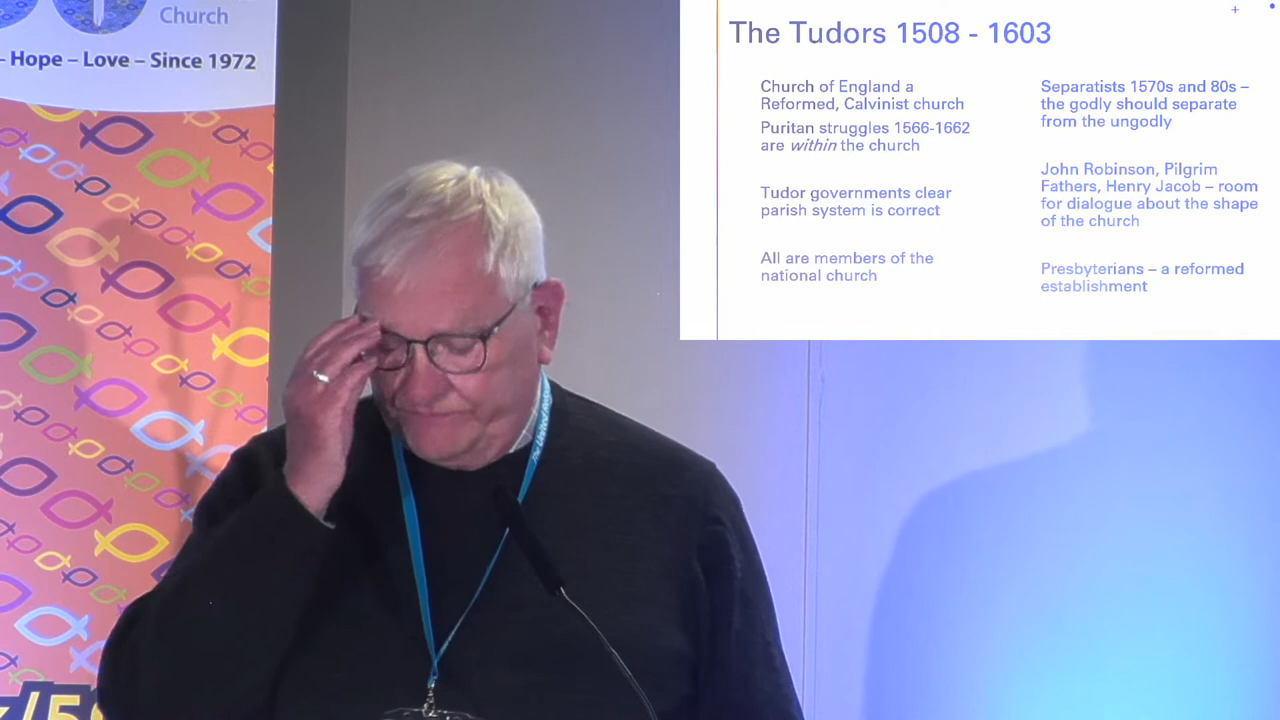 Church
– Hope – Love – Since 1972
The Tudors 1508 - 1603
Church of England a
Reformed, Calvinist church
Puritan struggles 1566-1662
are within the church
Tudor governments clear
parish system is correct
All are members of the
national church
Separatists 1570s and 80s –
the godly should separate
from the ungodly
John Robinson, Pilgrim
Fathers, Henry Jacob – room
for dialogue about the shape
of the church
Presbyterians – a reformed
establishment
The United